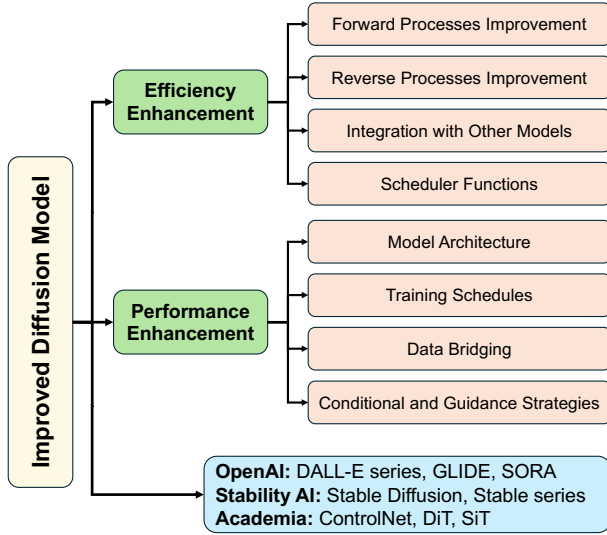 Improved Diffusion Model
Efficiency
Enhancement
Forward Processes Improvement
Reverse Processes Improvement
Integration with Other Models
Scheduler Functions
Performance
Enhancement
Model Architecture
Training Schedules
Data Bridging
Conditional and Guidance Strategies
OpenAI: DALL-E series, GLIDE, SORA
Stability AI: Stable Diffusion, Stable series
Academia: ControlNet, DiT, SiT